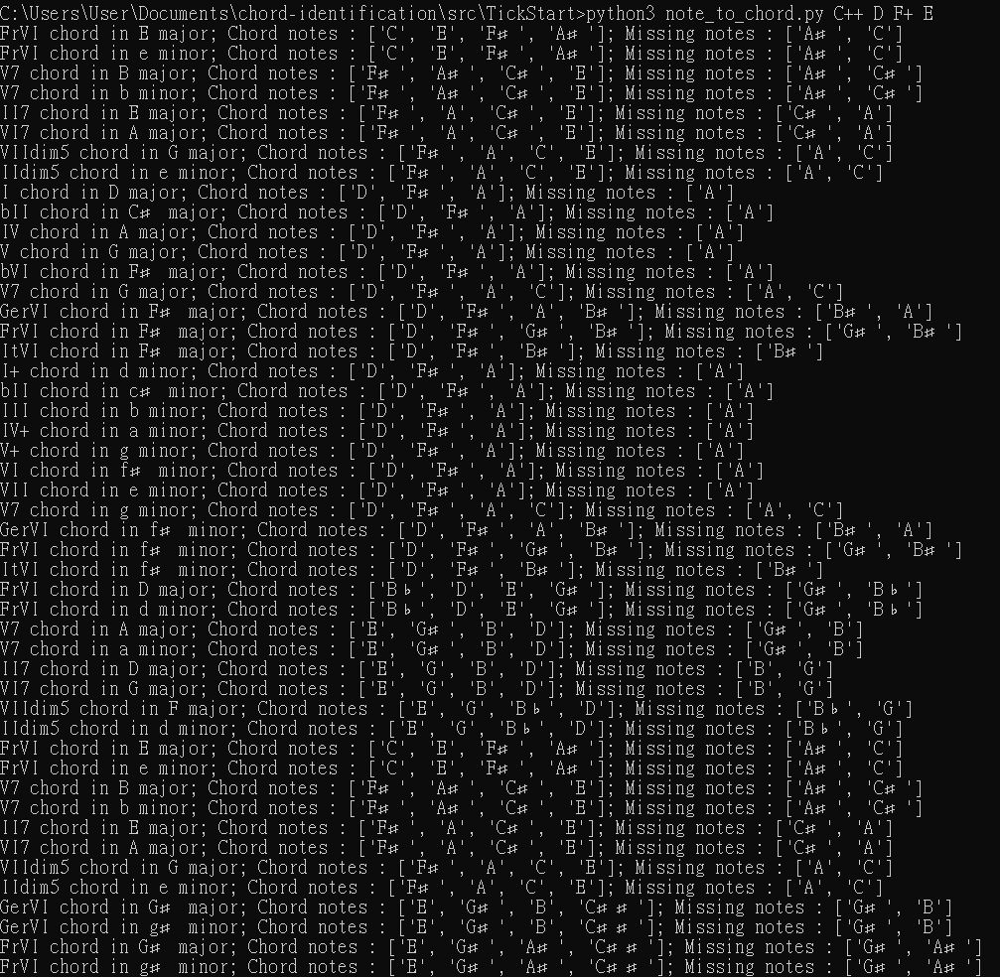 C:\Users\User\Documents\chord-identification\src\TickStart>python3 note_to_chord.py C++ D F+ E
FrVI chord in E major; Chord notes : ['C', 'E', 'F♯', 'A♯']; Missing notes : ['A♯', 'C']
FrVI chord in e minor; Chord notes : ['C', 'E', 'F♯', 'A♯']; Missing notes : ['A♯', 'C']
V7 chord in B major; Chord notes : ['F♯', 'A♯', 'C♯', 'E']; Missing notes : ['A♯', 'C♯']
V7 chord in b minor; Chord notes : ['F♯', 'A♯', 'C♯', 'E']; Missing notes : ['A♯', 'C♯']
II7 chord in E major; Chord notes : ['F♯', 'A', 'C♯', 'E']; Missing notes : ['C♯', 'A']
VI7 chord in A major; Chord notes : ['F♯', 'A', 'C♯', 'E']; Missing notes : ['C♯', 'A']
VIIdim5 chord in G major; Chord notes : ['F♯', 'A', 'C', 'E']; Missing notes : ['A', 'C']
IIdim5 chord in e minor; Chord notes : ['F♯', 'A', 'C', 'E']; Missing notes : ['A', 'C']
I chord in D major; Chord notes : ['D', 'F♯', 'A']; Missing notes : ['A']
bII chord in C♯ major; Chord notes : ['D', 'F♯', 'A']; Missing notes : ['A']
IV chord in A major; Chord notes : ['D', 'F♯', 'A']; Missing notes : ['A']
V chord in G major; Chord notes : ['D', 'F♯', 'A']; Missing notes : ['A']
bVI chord in F♯ major; Chord notes : ['D', 'F♯', 'A']; Missing notes : ['A']
V7 chord in G major; Chord notes : ['D', 'F♯', 'A', 'C']; Missing notes : ['A', 'C']
GerVI chord in F♯ major; Chord notes : ['D', 'F♯', 'A', 'B♯']; Missing notes : ['B♯', 'A']
FrVI chord in F♯ major; Chord notes : ['D', 'F♯', 'G♯', 'B♯']; Missing notes : ['G♯', 'B♯']
ItVI chord in F♯ major; Chord notes : ['D', 'F♯', 'B♯']; Missing notes : ['B♯']
I+ chord in d minor; Chord notes : ['D', 'F♯', 'A']; Missing notes : ['A']
bII chord in c♯ minor; Chord notes : ['D', 'F♯', 'A']; Missing notes : ['A']
III chord in b minor; Chord notes : ['D', 'F♯', 'A']; Missing notes : ['A']
IV+ chord in a minor; Chord notes : ['D', 'F♯', 'A']; Missing notes : ['A']
V+ chord in g minor; Chord notes : ['D', 'F♯', 'A']; Missing notes : ['A']
VI chord in f♯ minor; Chord notes : ['D', 'F♯', 'A']; Missing notes : ['A']
VII chord in e minor; Chord notes : ['D', 'F♯', 'A']; Missing notes : ['A']
V7 chord in g minor; Chord notes : ['D', 'F♯', 'A', 'C']; Missing notes : ['A', 'C']
GerVI chord in f♯ minor; Chord notes : ['D', 'F♯', 'A', 'B♯']; Missing notes : ['B♯', 'A']
FrVI chord in f♯ minor; Chord notes : ['D', 'F♯', 'G♯', 'B♯']; Missing notes : ['G♯', 'B♯']
ItVI chord in f♯ minor; Chord notes : ['D', 'F♯', 'B♯']; Missing notes : ['B♯']
FrVI chord in D major; Chord notes : ['B♭', 'D', 'E', 'G♯']; Missing notes : ['G♯', 'B♭']
FrVI chord in d minor; Chord notes : ['B♭', 'D', 'E', 'G♯']; Missing notes : ['G♯', 'B♭']
V7 chord in A major; Chord notes : ['E', 'G♯', 'B', 'D']; Missing notes : ['G♯', 'B']
V7 chord in a minor; Chord notes : ['E', 'G♯', 'B', 'D']; Missing notes : ['G♯', 'B']
II7 chord in D major; Chord notes : ['E', 'G', 'B', 'D']; Missing notes : ['B', 'G']
VI7 chord in G major; Chord notes : ['E', 'G', 'B', 'D']; Missing notes : ['B', 'G']
VIIdim5 chord in F major; Chord notes : ['E', 'G', 'B♭', 'D']; Missing notes : ['B♭', 'G']
IIdim5 chord in d minor; Chord notes : ['E', 'G', 'B♭', 'D']; Missing notes : ['B♭', 'G']
FrVI chord in E major; Chord notes : ['C', 'E', 'F♯', 'A♯']; Missing notes : ['A♯', 'C']
FrVI chord in e minor; Chord notes : ['C', 'E', 'F♯', 'A♯']; Missing notes : ['A♯', 'C']
V7 chord in B major; Chord notes : ['F♯', 'A♯', 'C♯', 'E']; Missing notes : ['A♯', 'C♯']
V7 chord in b minor; Chord notes : ['F♯', 'A♯', 'C♯', 'E']; Missing notes : ['A♯', 'C♯']
II7 chord in E major; Chord notes : ['F♯', 'A', 'C♯', 'E']; Missing notes : ['C♯', 'A']
VI7 chord in A major; Chord notes : ['F♯', 'A', 'C♯', 'E']; Missing notes : ['C♯', 'A']
VIIdim5 chord in G major; Chord notes : ['F♯', 'A', 'C', 'E']; Missing notes : ['A', 'C']
IIdim5 chord in e minor; Chord notes : ['F♯', 'A', 'C', 'E']; Missing notes : ['A', 'C']
GerVI chord in G♯ major; Chord notes : ['E', 'G♯', 'B', 'C♯♯']; Missing notes : ['G♯', 'B']
GerVI chord in g♯ minor; Chord notes : ['E', 'G♯', 'B', 'C♯♯']; Missing notes : ['G♯', 'B']
FrVI chord in G♯ major; Chord notes : ['E', 'G♯', 'A♯', 'C♯♯']; Missing notes : ['G♯', 'A♯']
FrVI chord in g♯ minor; Chord notes : ['E', 'G♯', 'A♯', 'C♯♯']; Missing notes : ['G♯', 'A♯']